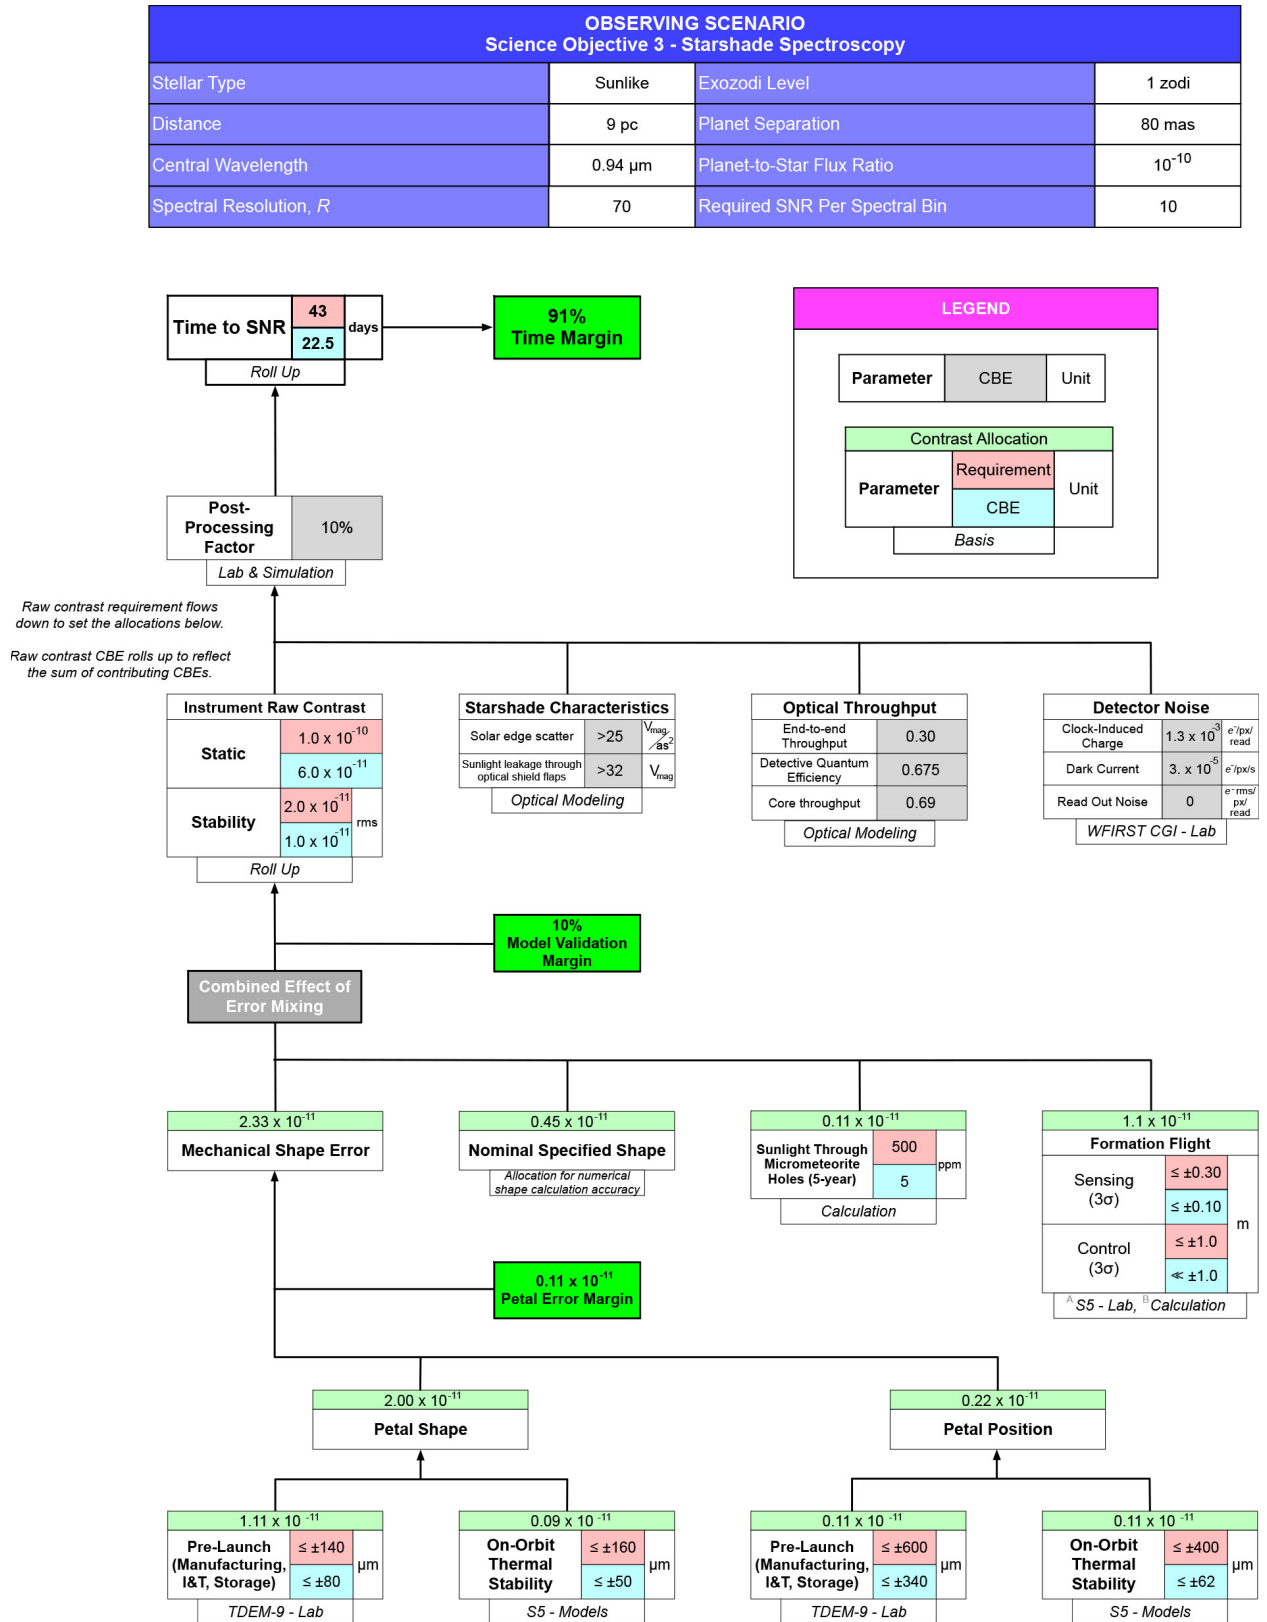 OBSERVING SCENARIO
Science Objective 3 - Starshade Spectroscopy
Stellar Type Sunlike Exozodi Level 1 zodi
Distance 9 pc Planet Separation 80 mas
Central Wavelength 0.94 µm Planet-to-Star Flux Ratio 10⁻¹⁰
Spectral Resolution, R 70 Required SNR Per Spectral Bin 10
Time to SNR
43
22.5
days
Roll Up
91%
Time Margin
LEGEND
Parameter CBE Unit
Contrast Allocation
Parameter
Requirement
CBE
Unit
Basis
Post-
Processing
Factor
10%
Lab & Simulation
Raw contrast requirement flows
down to set the allocations below.
Raw contrast CBE rolls up to reflect
the sum of contributing CBEs.
Instrument Raw Contrast
Static
1.0 x 10⁻¹⁰
6.0 x 10⁻¹¹
Stability
2.0 x 10⁻¹¹
1.0 x 10⁻¹¹
rms
Roll Up
Starshade Characteristics
Solar edge scatter >25 Vmag/as²
Sunlight leakage through
optical shield flaps
>32 Vmag
Optical Modeling
Optical Throughput
End-to-end
Throughput
0.30
Detective Quantum
Efficiency
0.675
Core throughput 0.69
Optical Modeling
Detector Noise
Clock-Induced
Charge
1.3 x 10⁻³
e⁻/px/
read
Dark Current 3. x 10⁻⁵ e⁻/px/s
Read Out Noise 0
e⁻rms/
px/
read
WFIRST CGI - Lab
10%
Model Validation
Margin
Combined Effect of
Error Mixing
2.33 x 10⁻¹¹
Mechanical Shape Error
0.45 x 10⁻¹¹
Nominal Specified Shape
Allocation for numerical
shape calculation accuracy
0.11 x 10⁻¹¹
Sunlight Through
Micrometeorite
Holes (5-year)
500
5
ppm
Calculation
1.1 x 10⁻¹¹
Formation Flight
Sensing
(3σ)
≤ ±0.30
≤ ±0.10
Control
(3σ)
≤ ±1.0
≪ ±1.0
m
ᴬ S5 - Lab, ᴮ Calculation
0.11 x 10⁻¹¹
Petal Error Margin
2.00 x 10⁻¹¹
Petal Shape
0.22 x 10⁻¹¹
Petal Position
1.11 x 10⁻¹¹
Pre-Launch
(Manufacturing,
I&T, Storage)
≤ ±140
≤ ±80
µm
TDEM-9 - Lab
0.09 x 10⁻¹¹
On-Orbit
Thermal
Stability
≤ ±160
≤ ±50
µm
S5 - Models
0.11 x 10⁻¹¹
Pre-Launch
(Manufacturing,
I&T, Storage)
≤ ±600
≤ ±340
µm
TDEM-9 - Lab
0.11 x 10⁻¹¹
On-Orbit
Thermal
Stability
≤ ±400
≤ ±62
µm
S5 - Models